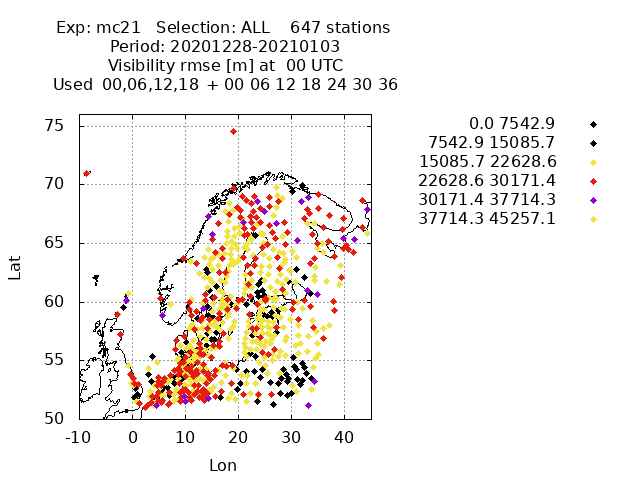 Exp: mc21   Selection: ALL    647 stations
Period: 20201228-20210103
Visibility rmse [m] at  00 UTC
Used  00,06,12,18  + 00 06 12 18 24 30 36
0.0 7542.9
7542.9 15085.7
15085.7 22628.6
22628.6 30171.4
30171.4 37714.3
37714.3 45257.1
75
70
65
60
55
50
Lat
-10 0 10 20 30 40
Lon